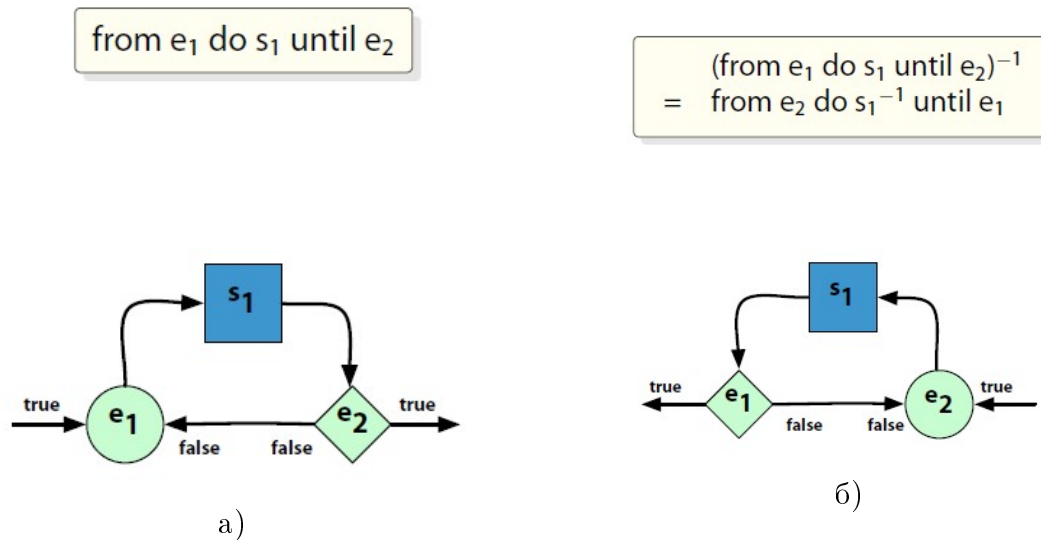 from e₁ do s₁ until e₂
s₁
true
e₁
false
false
e₂
true
а)
(from e₁ do s₁ until e₂)⁻¹
= from e₂ do s₁⁻¹ until e₁
s₁
true
e₁
false
false
e₂
true
б)